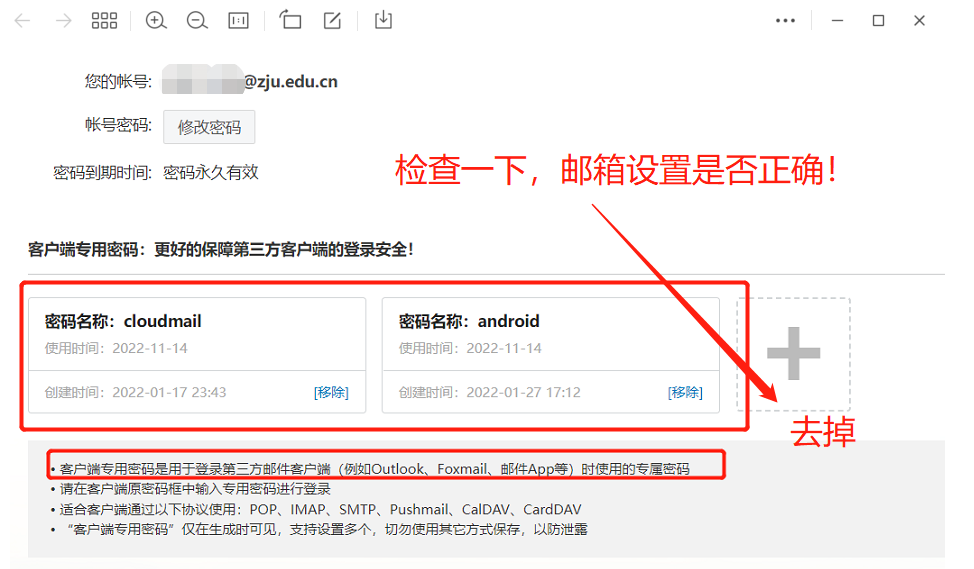 您的帐号: @zju.edu.cn
帐号密码: 修改密码
密码到期时间: 密码永久有效
检查一下，邮箱设置是否正确！
客户端专用密码：更好的保障第三方客户端的登录安全！
密码名称：cloudmail
使用时间：2022-11-14
创建时间：2022-01-17 23:43 [移除]
密码名称：android
使用时间：2022-11-14
创建时间：2022-01-27 17:12 [移除]
去掉
• 客户端专用密码是用于登录第三方邮件客户端（例如Outlook、Foxmail、邮件App等）时使用的专属密码
• 请在客户端原密码框中输入专用密码进行登录
• 适合客户端通过以下协议使用：POP、IMAP、SMTP、Pushmail、CalDAV、CardDAV
• “客户端专用密码”仅在生成时可见，支持设置多个，切勿使用其它方式保存，以防泄露